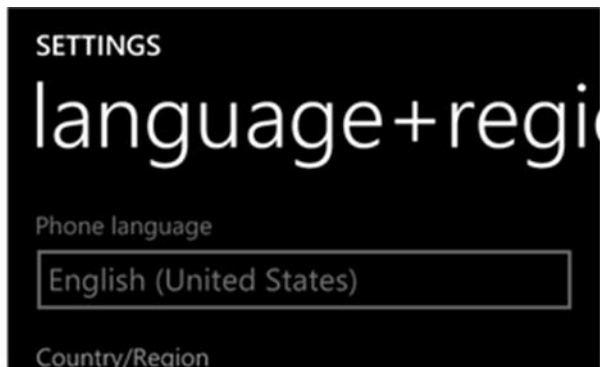 SETTINGS
language+regi
Phone language
English (United States)
Country/Region